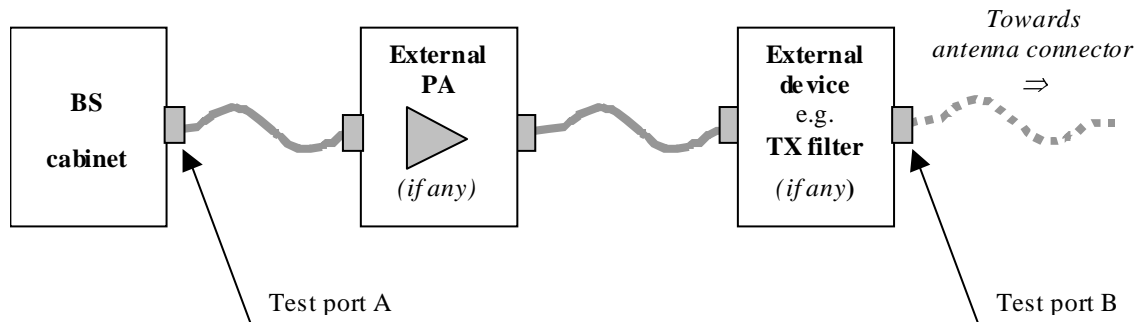 BS
cabinet
External
PA
(if any)
External
device
e.g.
TX filter
(if any)
Towards
antenna connector
⇒
Test port A
Test port B